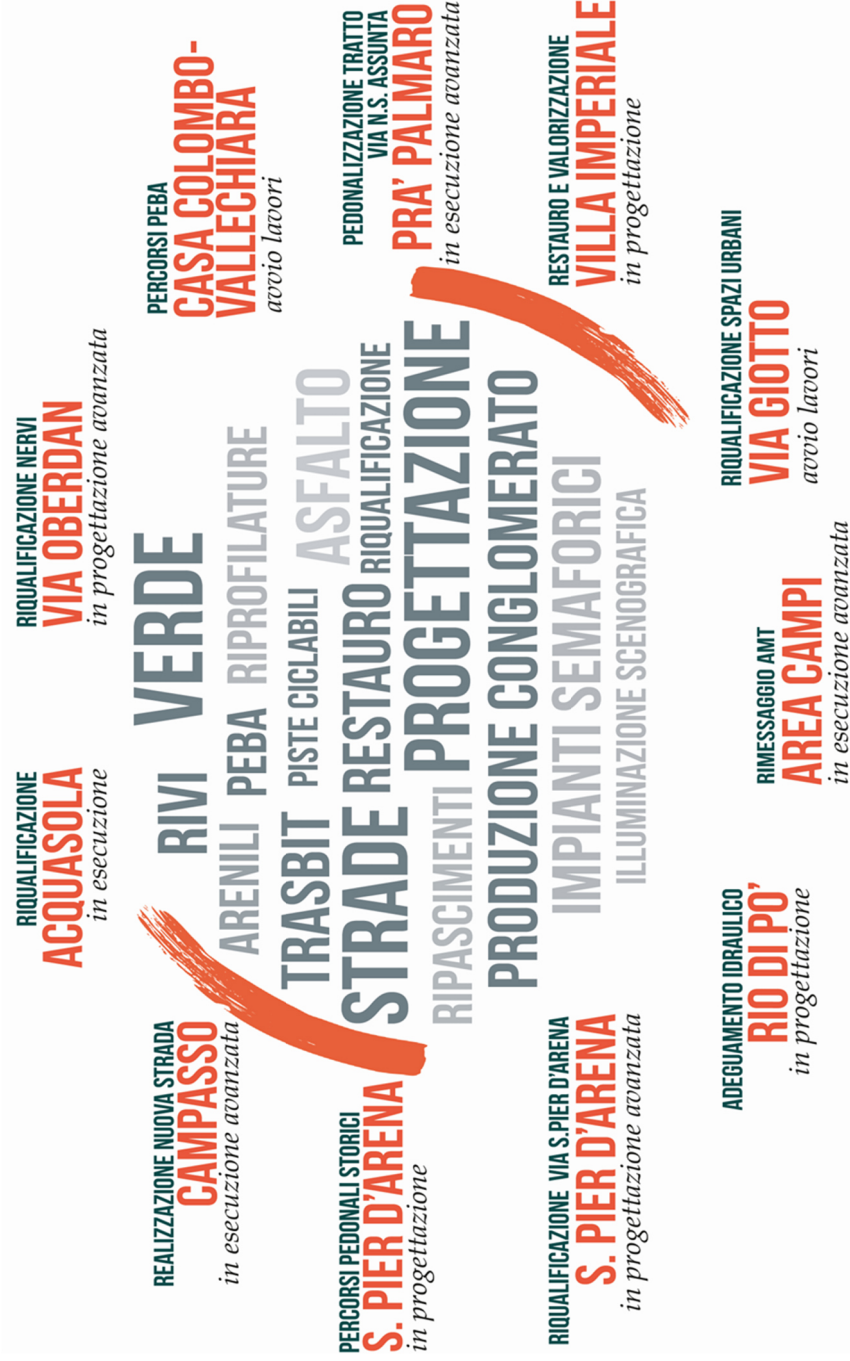 REALIZZAZIONE NUOVA STRADA
CAMPASSO
in esecuzione avanzata
RIQUALIFICAZIONE
ACQUASOLA
in esecuzione
RIQUALIFICAZIONE NERVI
VIA OBERDAN
in progettazione avanzata
PERCORSI PEBA
CASA COLOMBO-
VALLECHIARA
avvio lavori
PERCORSI PEDONALI STORICI
S. PIER D'ARENA
in progettazione
PEDONALIZZAZIONE TRATTO
VIA N.S. ASSUNTA
PRA' PALMARO
in esecuzione avanzata
RIVI VERDE
ARENILI PEBA RIPROFILATURE
TRASBIT PISTE CICLABILI ASFALTO
STRADE RESTAURO RIQUALIFICAZIONE
RIPASCIMENTI PROGETTAZIONE
PRODUZIONE CONGLOMERATO
IMPIANTI SEMAFORICI
ILLUMINAZIONE SCENOGRAFICA
RIQUALIFICAZIONE VIA S.PIER D'ARENA
S. PIER D'ARENA
in progettazione avanzata
RESTAURO E VALORIZZAZIONE
VILLA IMPERIALE
in progettazione
ADEGUAMENTO IDRAULICO
RIO DI PO'
in progettazione
RIMESSAGGIO AMT
AREA CAMPI
in esecuzione avanzata
RIQUALIFICAZIONE SPAZI URBANI
VIA GIOTTO
avvio lavori